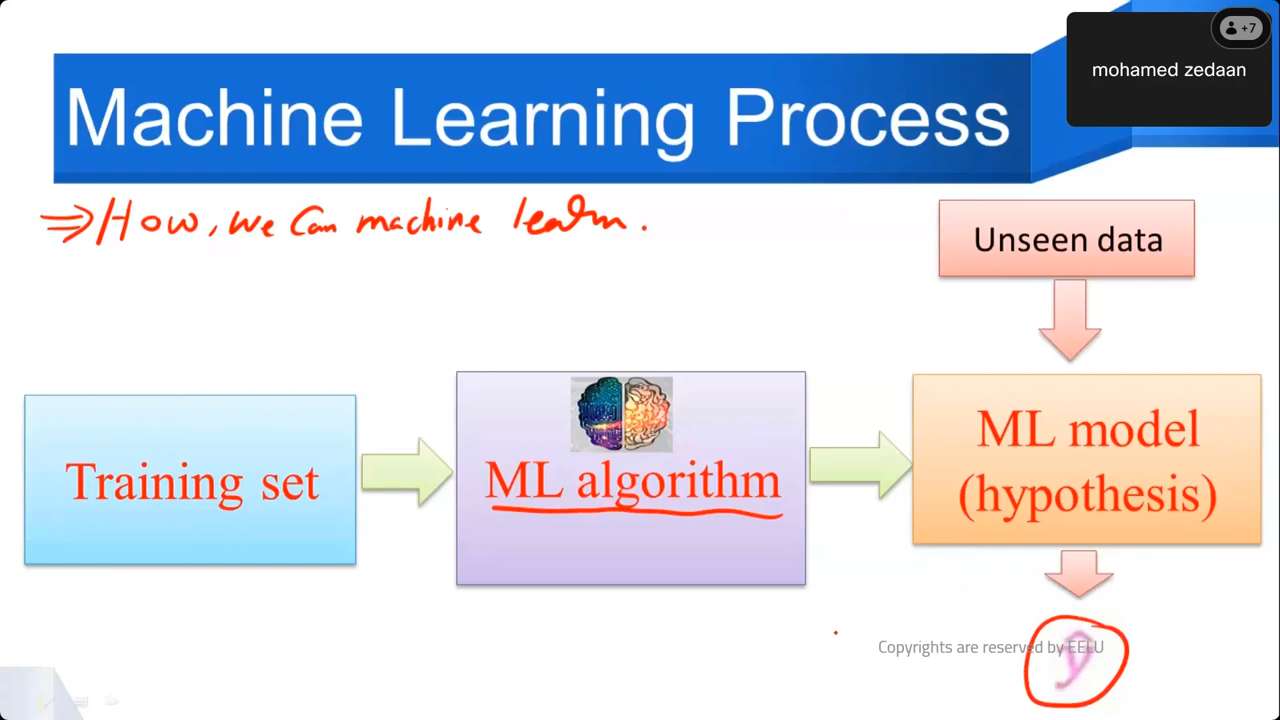 +7
mohamed zedaan
Machine Learning Process
⇒ How, we can machine learn.
Unseen data
Training set
ML algorithm
ML model
(hypothesis)
Copyrights are reserved by EELU
y